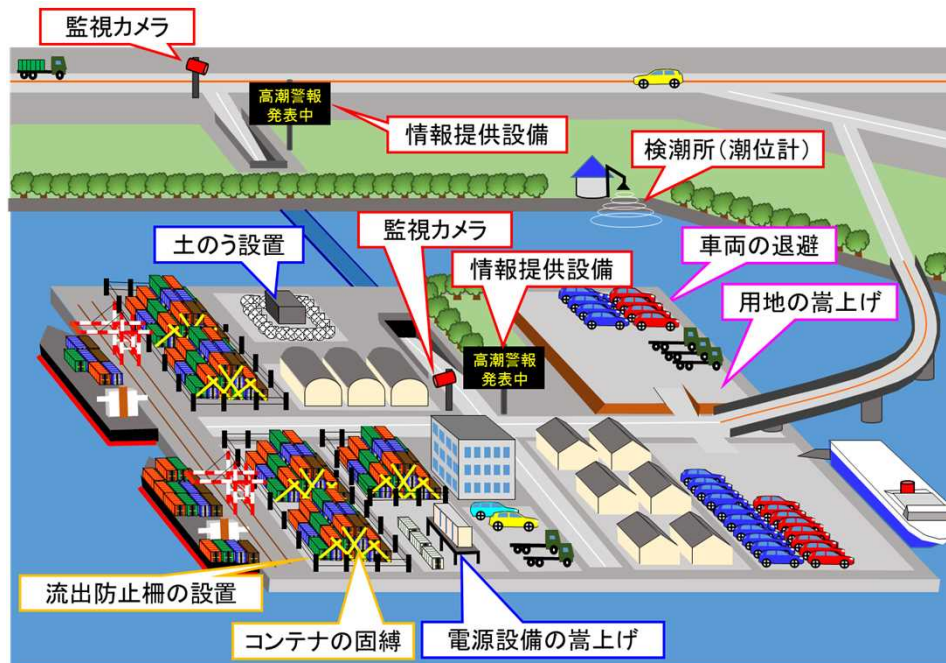 監視カメラ
高潮警報
発表中
情報提供設備
検潮所(潮位計)
監視カメラ
土のう設置
情報提供設備
車両の退避
用地の嵩上げ
高潮警報
発表中
流出防止柵の設置
コンテナの固縛
電源設備の嵩上げ